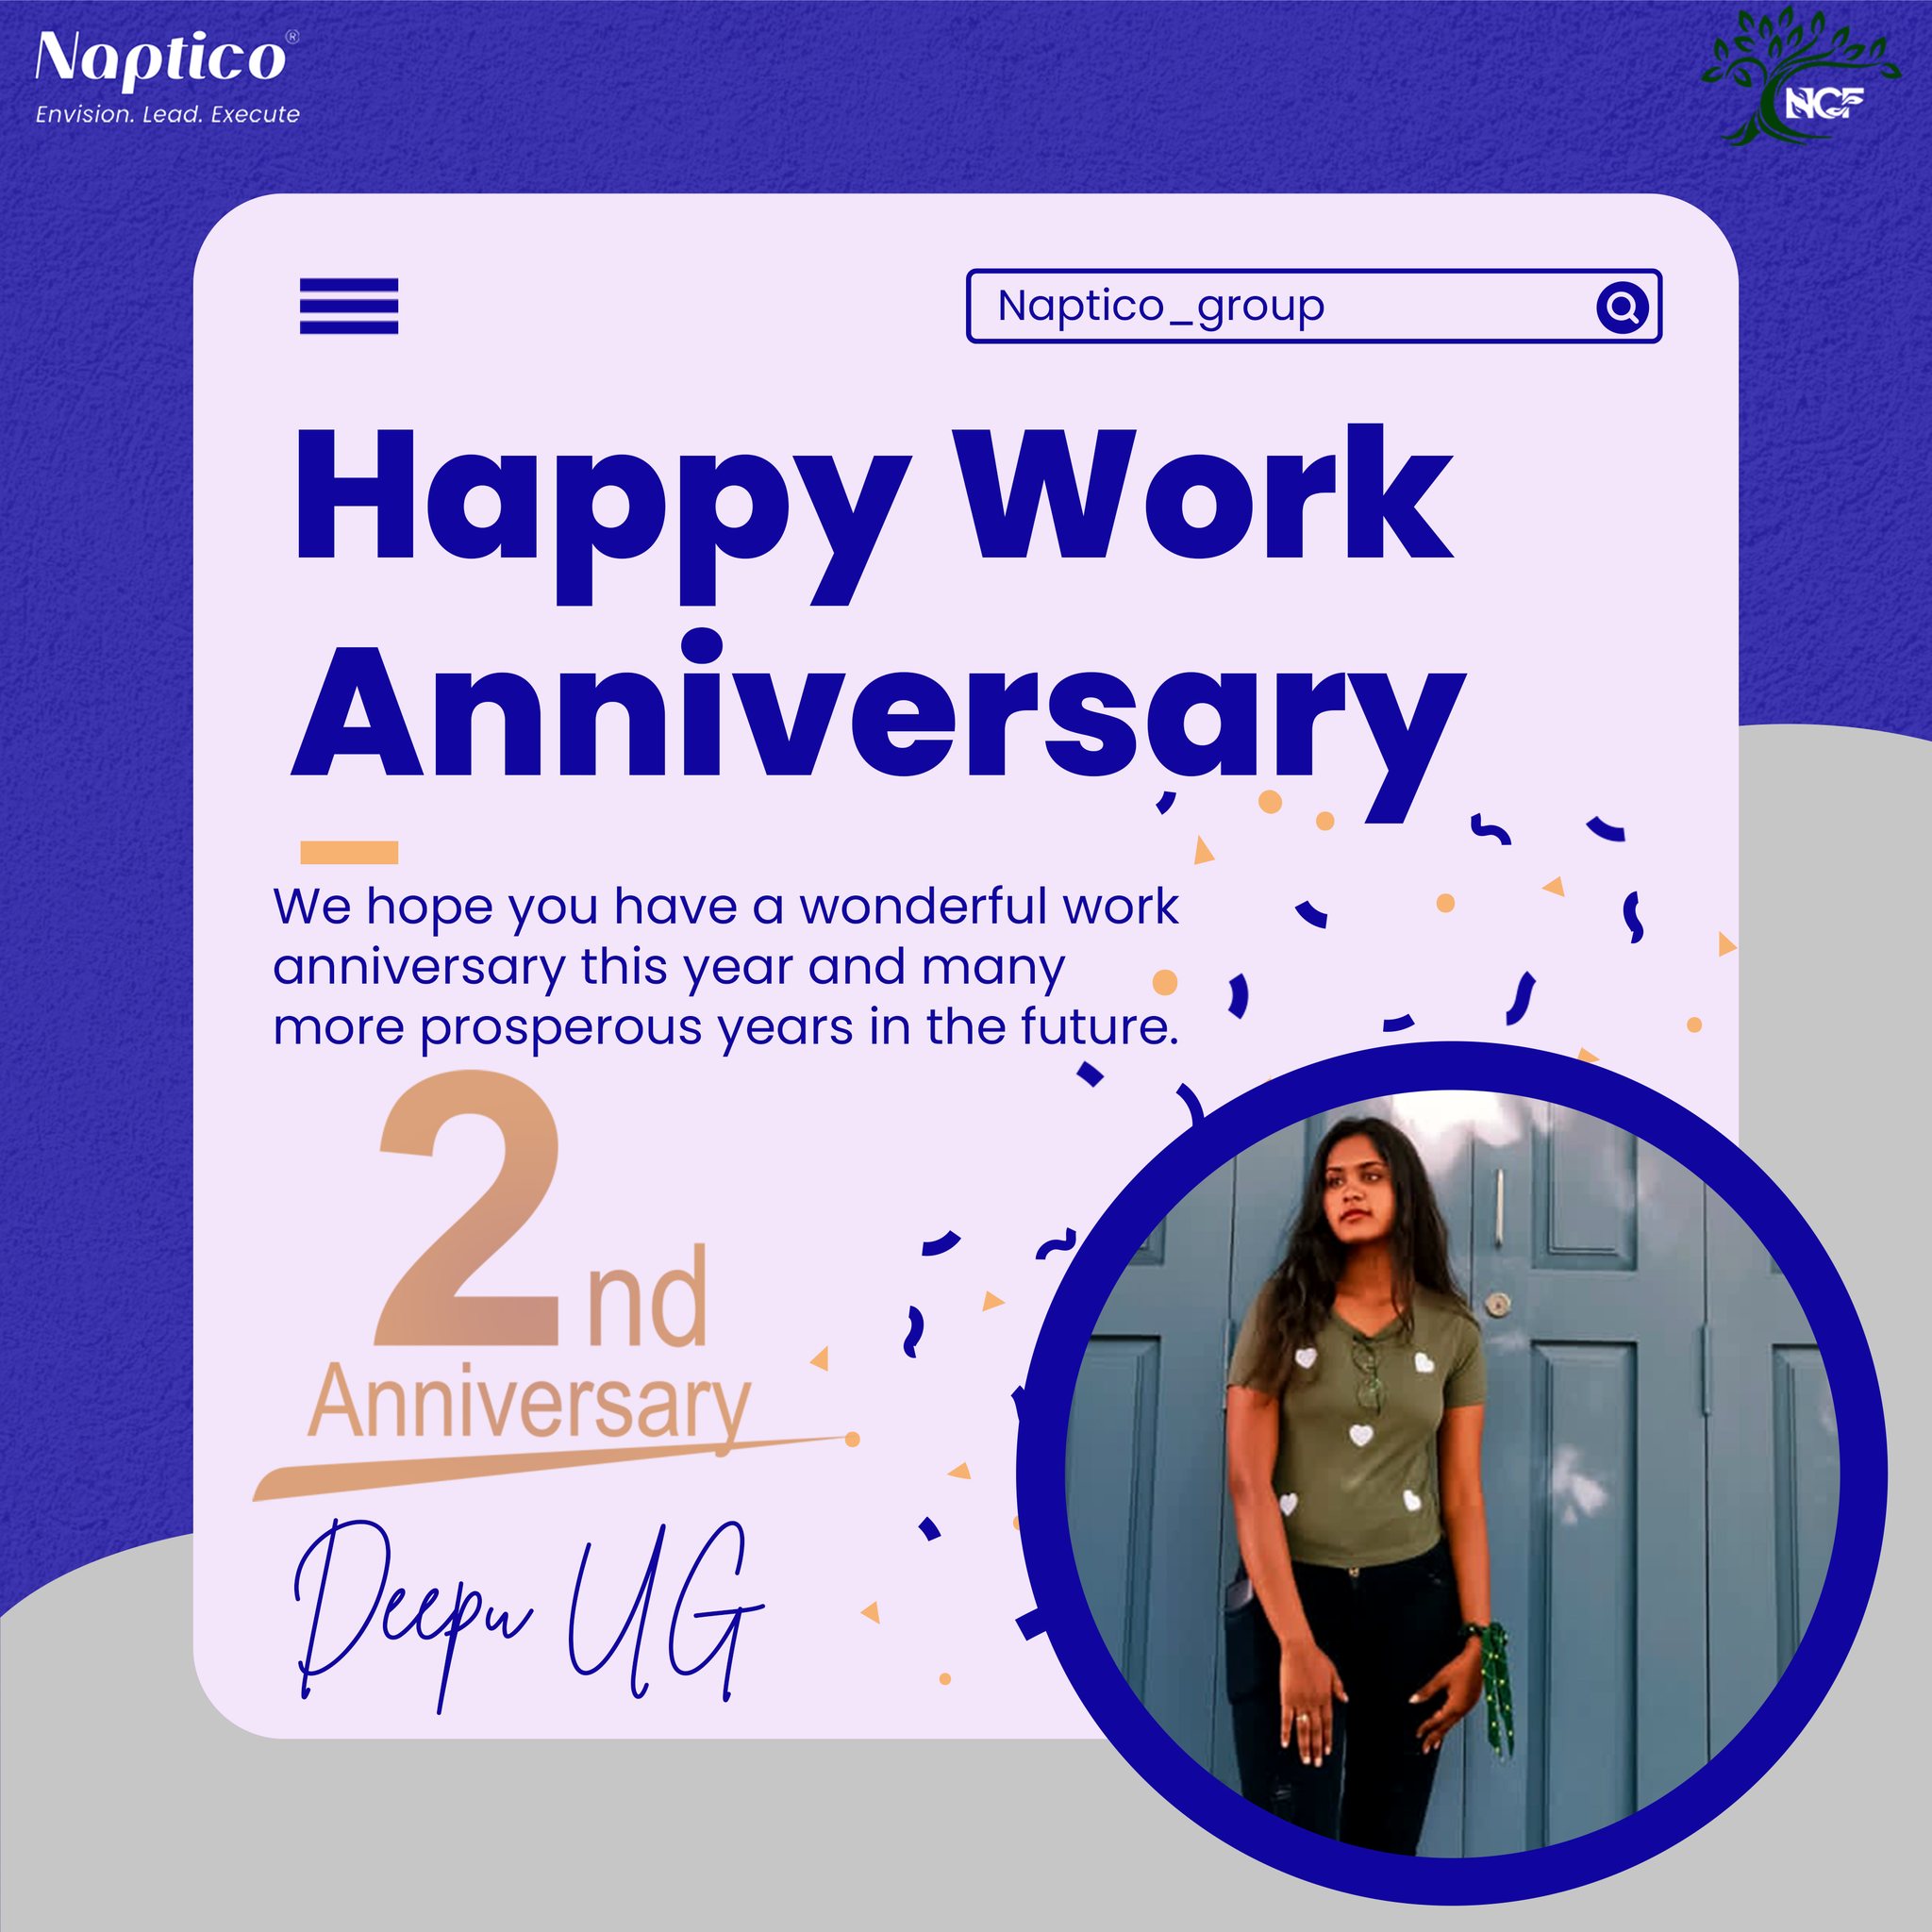 Naptico®
Envision. Lead. Execute
NGF
Naptico_group
Happy Work
Anniversary
We hope you have a wonderful work
anniversary this year and many
more prosperous years in the future.
2nd
Anniversary
Deepu UG